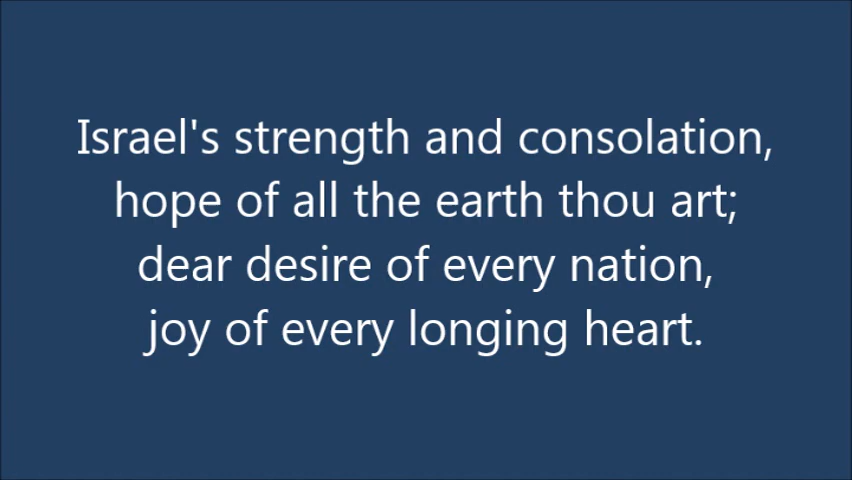 Israel's strength and consolation,
hope of all the earth thou art;
dear desire of every nation,
joy of every longing heart.